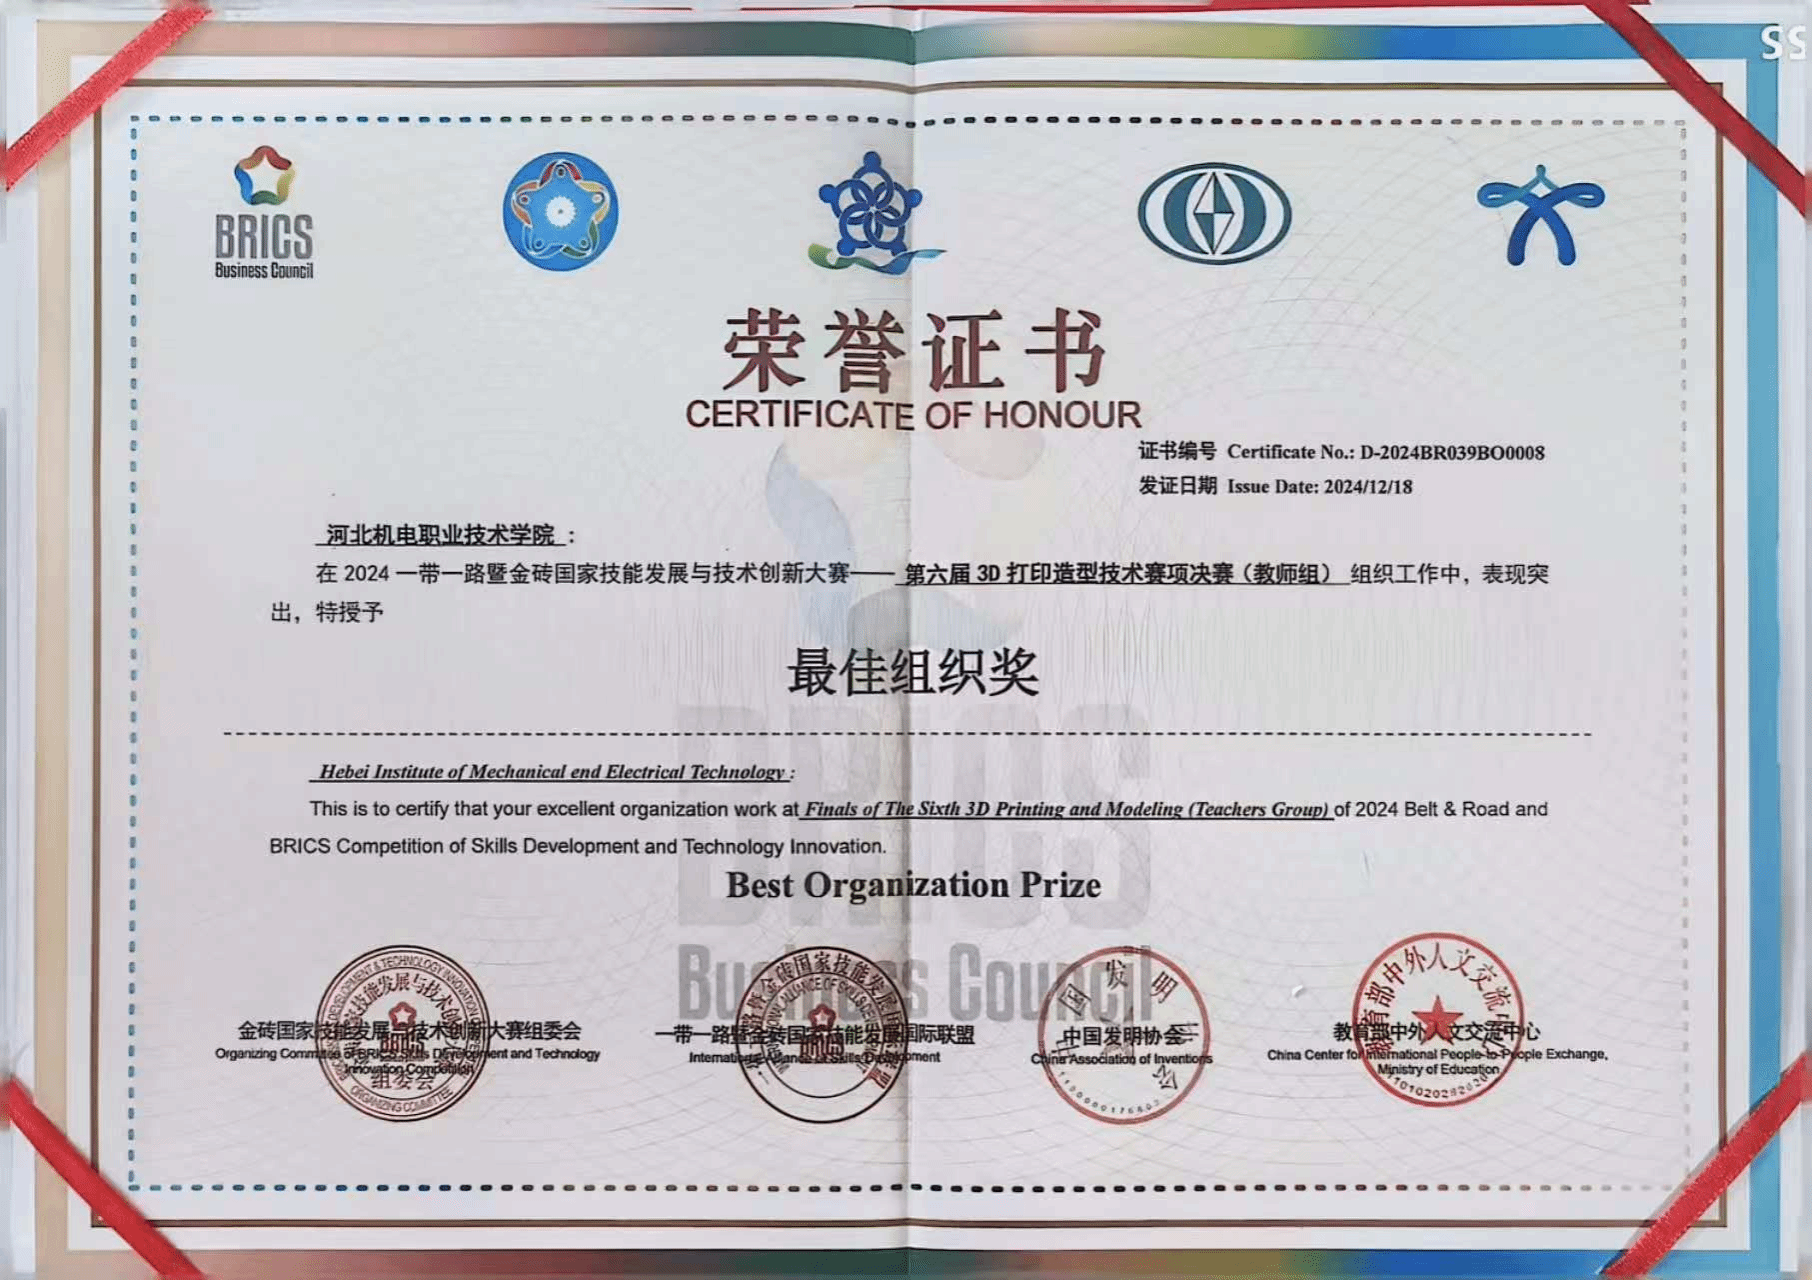 SS
BRICS
Business Council
荣誉证书
CERTIFICATE OF HONOUR
证书编号 Certificate No.: D-2024BR039BO0008
发证日期 Issue Date: 2024/12/18
河北机电职业技术学院：
在 2024 一带一路暨金砖国家技能发展与技术创新大赛——第六届 3D 打印造型技术赛项决赛（教师组）组织工作中，表现突
出，特授予
最佳组织奖
Hebei Institute of Mechanical end Electrical Technology :
This is to certify that your excellent organization work at Finals of The Sixth 3D Printing and Modeling (Teachers Group) of 2024 Belt & Road and
BRICS Competition of Skills Development and Technology Innovation.
Best Organization Prize
BRICS
Business Council
金砖国家技能发展与技术创新大赛组委会
Organizing Committee of BRICS Skills Development and Technology
Innovation Competition
组委会
ORGANIZING COMMITTEE
一带一路暨金砖国家技能发展国际联盟
International Alliance of Skills Development
中国发明协会
China Association of Inventions
教育部中外人文交流中心
China Center for International People-to-People Exchange,
Ministry of Education